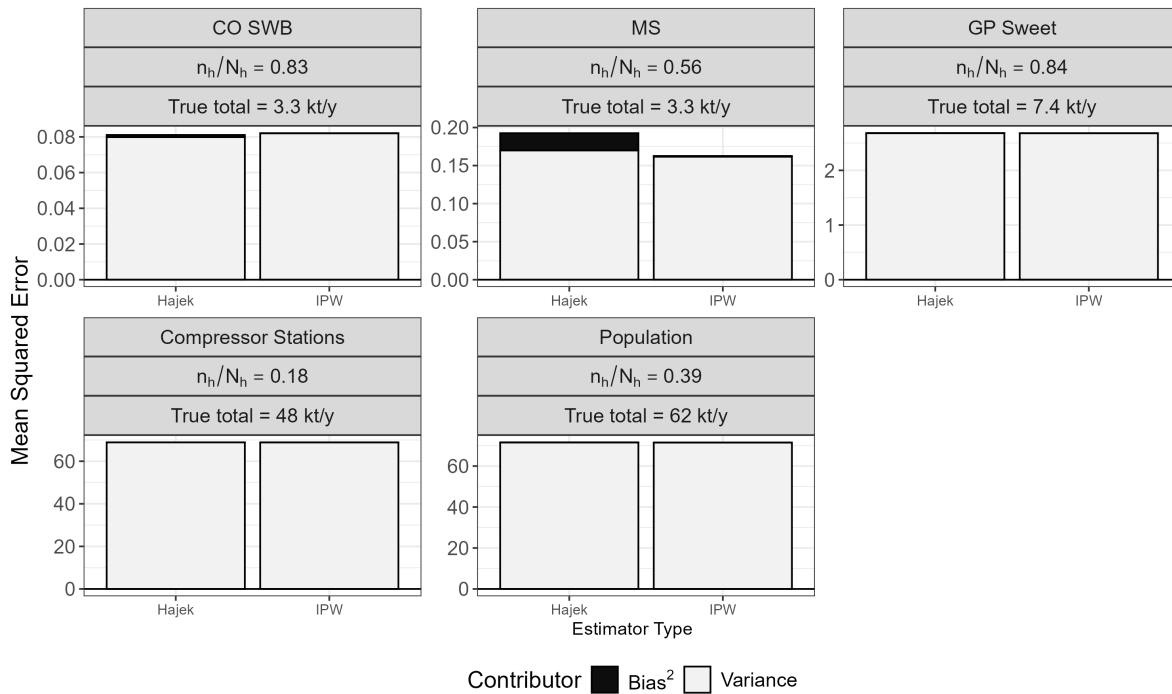 CO SWB
n_h/N_h = 0.83
True total = 3.3 kt/y
0.08
0.06
0.04
0.02
0.00
Hajek IPW
MS
n_h/N_h = 0.56
True total = 3.3 kt/y
0.20
0.15
0.10
0.05
0.00
Hajek IPW
GP Sweet
n_h/N_h = 0.84
True total = 7.4 kt/y
2
1
0
Hajek IPW
Mean Squared Error
Compressor Stations
n_h/N_h = 0.18
True total = 48 kt/y
60
40
20
0
Hajek IPW
Population
n_h/N_h = 0.39
True total = 62 kt/y
60
40
20
0
Hajek IPW
Estimator Type
Contributor Bias² Variance